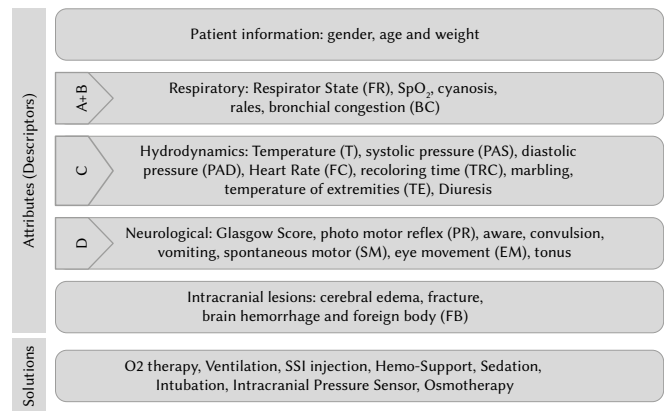 Attributes (Descriptors)
Patient information: gender, age and weight
A+B
Respiratory: Respirator State (FR), SpO2, cyanosis,
rales, bronchial congestion (BC)
C
Hydrodynamics: Temperature (T), systolic pressure (PAS), diastolic
pressure (PAD), Heart Rate (FC), recoloring time (TRC), marbling,
temperature of extremities (TE), Diuresis
D
Neurological: Glasgow Score, photo motor reflex (PR), aware, convulsion,
vomiting, spontaneous motor (SM), eye movement (EM), tonus
Intracranial lesions: cerebral edema, fracture,
brain hemorrhage and foreign body (FB)
Solutions
O2 therapy, Ventilation, SSI injection, Hemo-Support, Sedation,
Intubation, Intracranial Pressure Sensor, Osmotherapy